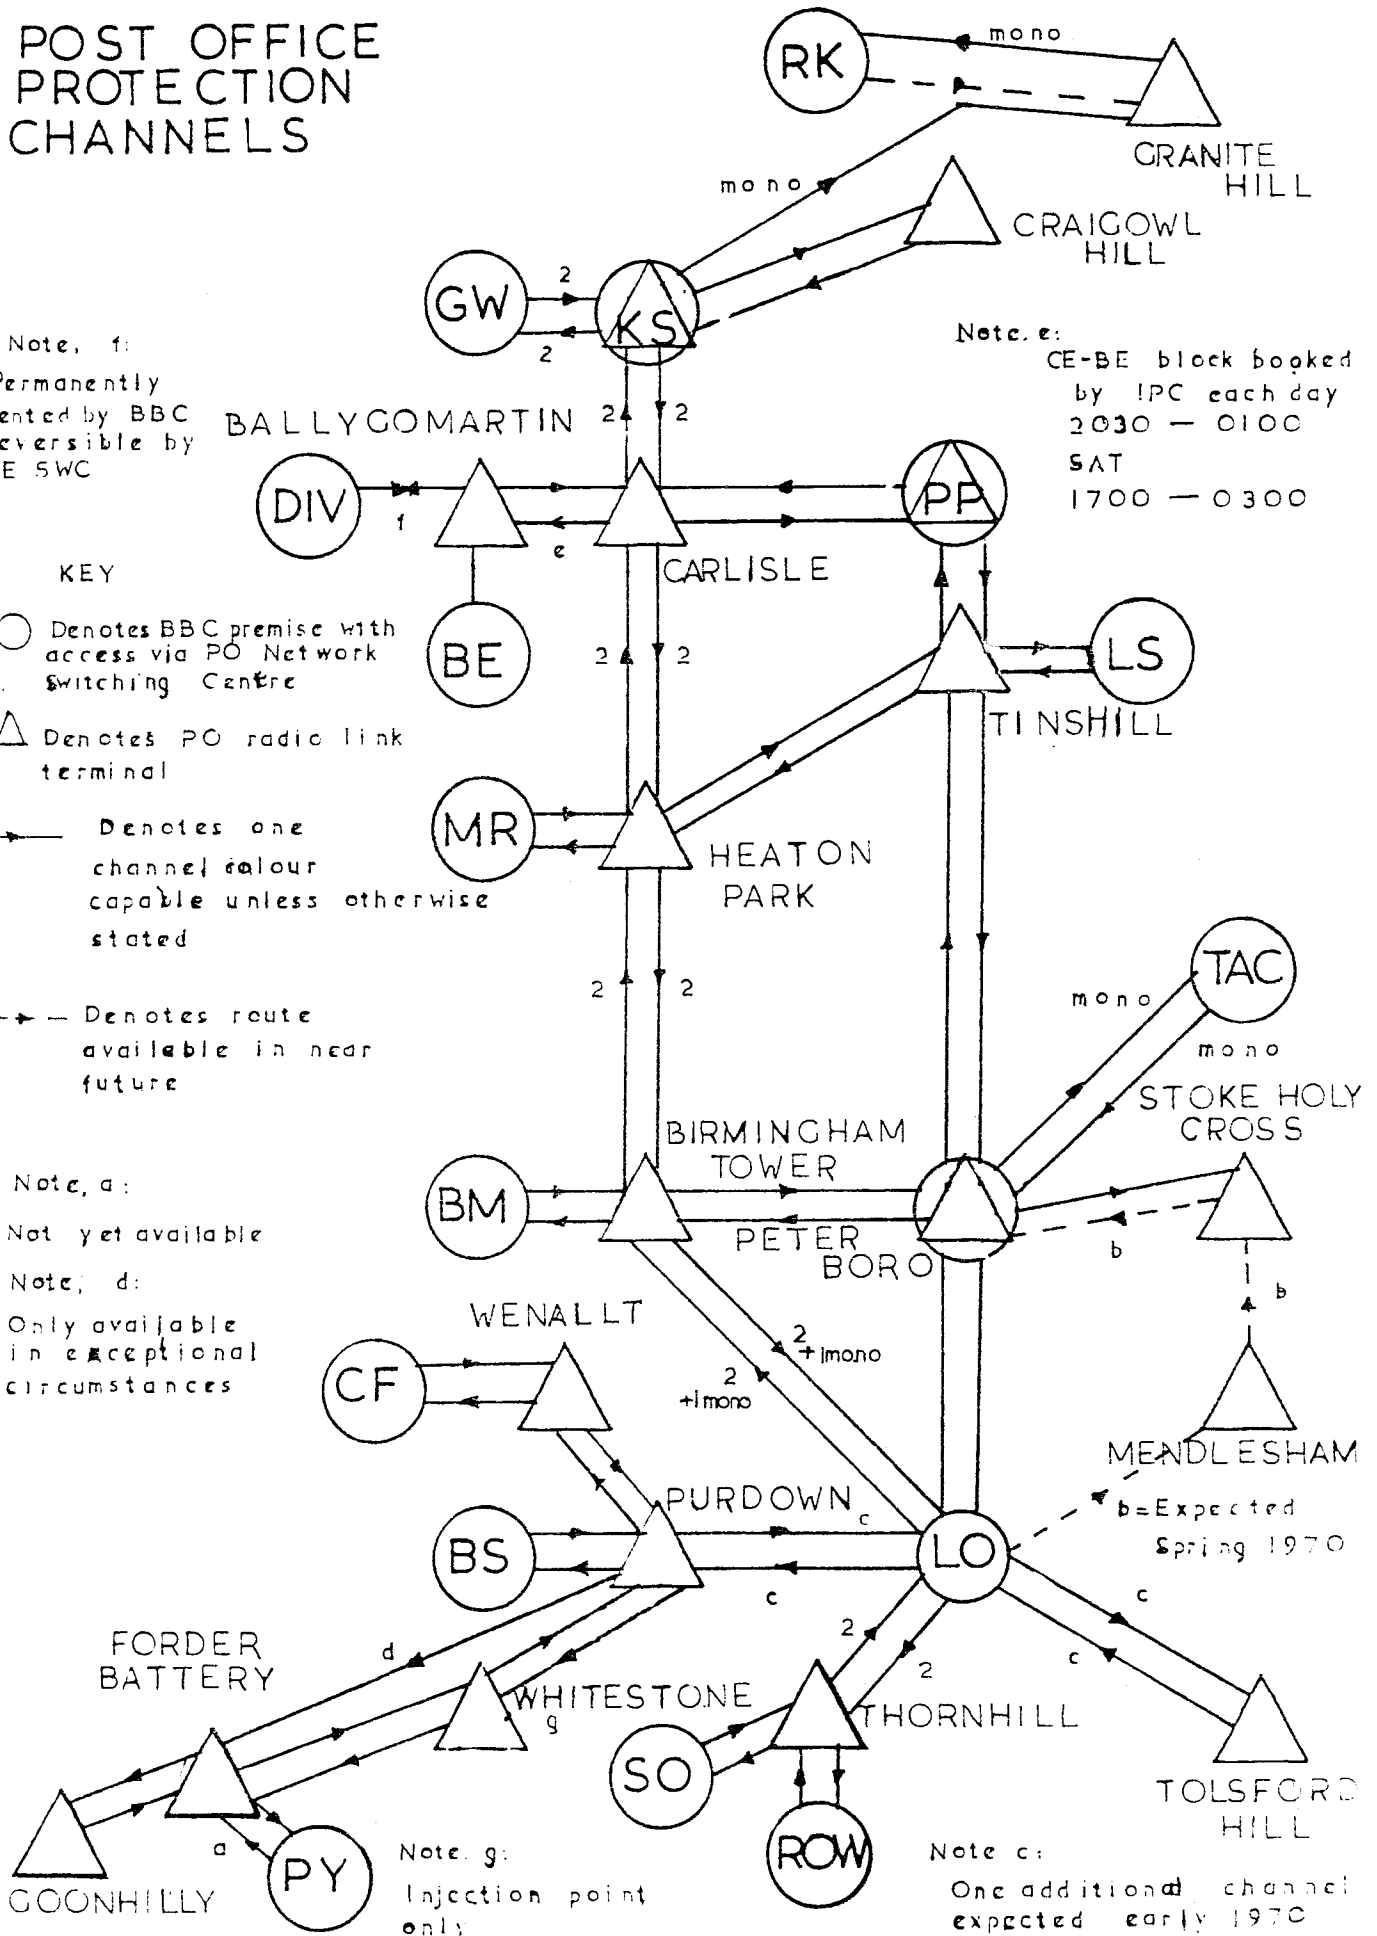 POST OFFICE
PROTECTION
CHANNELS
RK
mono
GRANITE
HILL
mono
CRAIGOWL
HILL
GW
2
2
KS
Note, f:
Permanently
ented by BBC
eversible by
E SWC
Note. e:
CE-BE block booked
by IPC each day
2030 — 0100
SAT
1700 — 0300
2
2
BALLYGOMARTIN
DIV
f
e
PP
CARLISLE
BE
KEY
Denotes BBC premise with
access via PO Network
Switching Centre
Denotes PO radio link
terminal
Denotes one
channel colour
capable unless otherwise
stated
Denotes route
available in near
future
2
2
LS
TINSHILL
MR
HEATON
PARK
2
2
TAC
mono
mono
STOKE HOLY
CROSS
BIRMINGHAM
TOWER
BM
PETER
BORO
b
b
Note, a:
Not yet available
Note, d:
Only available
in exceptional
circumstances
WENALLT
CF
2
+1mono
2
+1mono
MENDLESHAM
b=Expected
Spring 1970
PURDOWN
c
BS
c
LO
c
c
FORDER
BATTERY
d
WHITESTONE
g
2
2
THORNHILL
SO
ROW
TOLSFORD
HILL
a
PY
GOONHILLY
Note. g:
Injection point
only
Note c:
One additional channel
expected early 1970